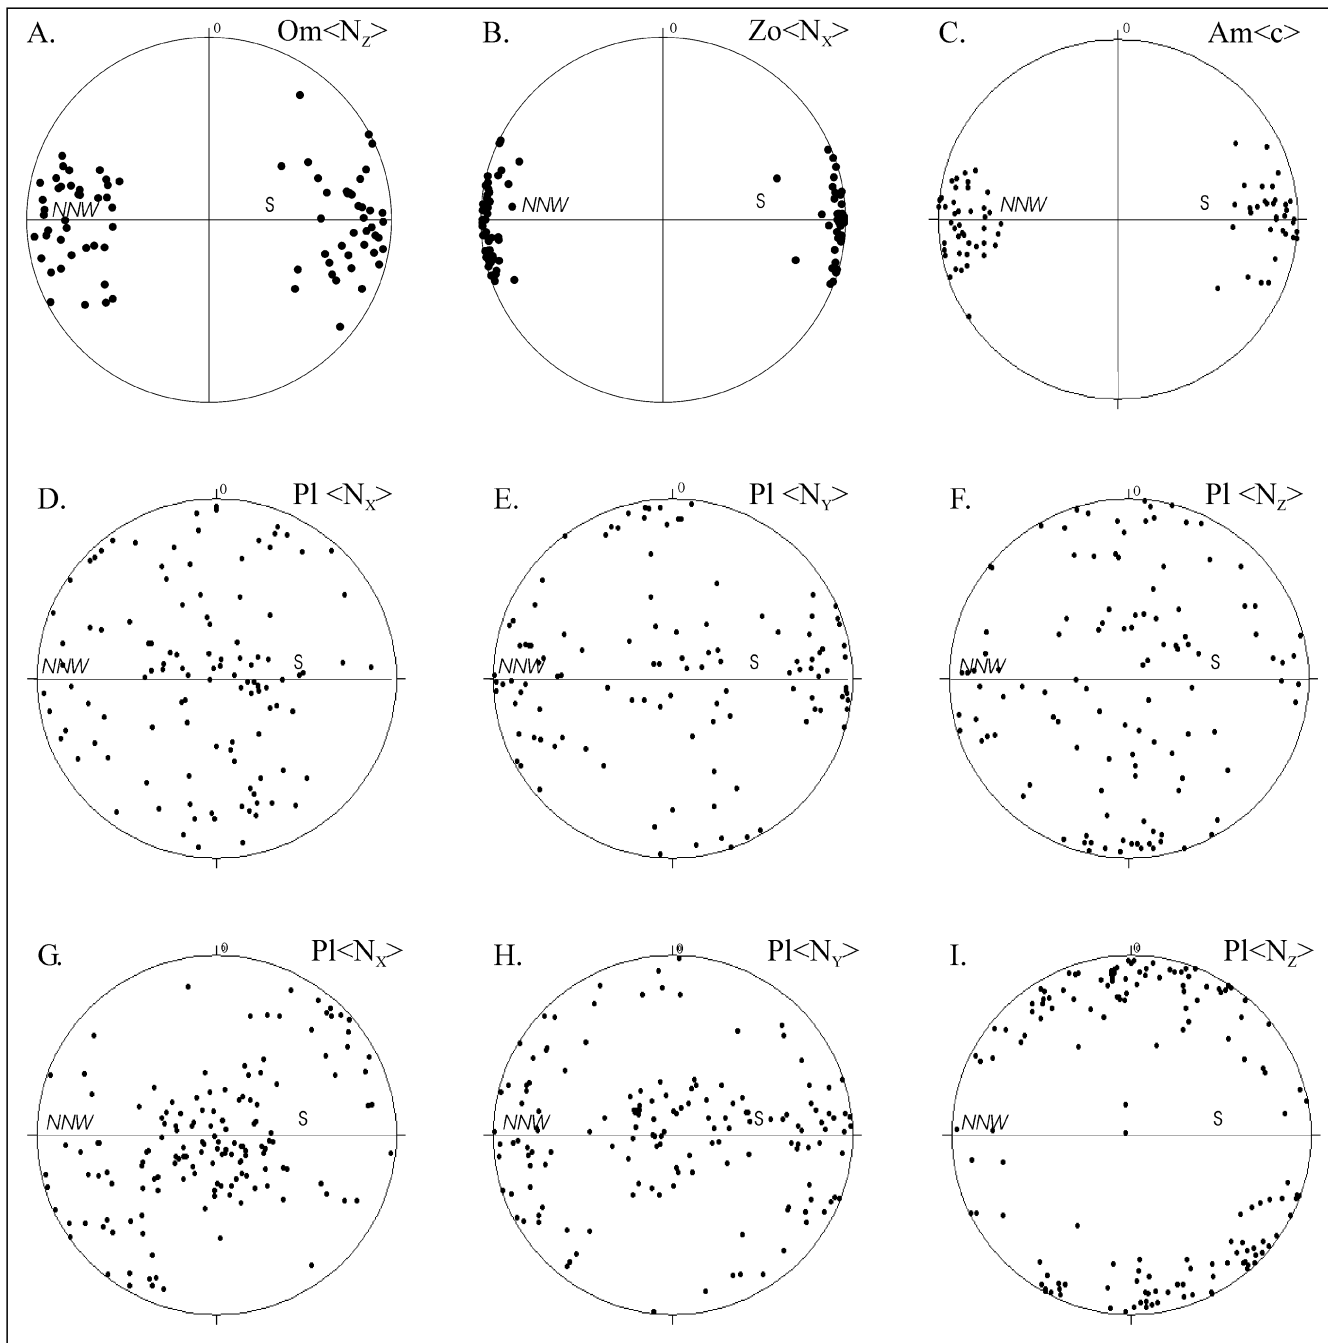 A. 0 Om<N_Z>
NNW S
B. 0 Zo<N_X>
NNW S
C. 0 Am<c>
NNW S
D. 0 Pl <N_X>
NNW S
E. 0 Pl <N_Y>
NNW S
F. 0 Pl <N_Z>
NNW S
G. 0 Pl<N_X>
NNW S
H. 0 Pl<N_Y>
NNW S
I. 0 Pl<N_Z>
NNW S